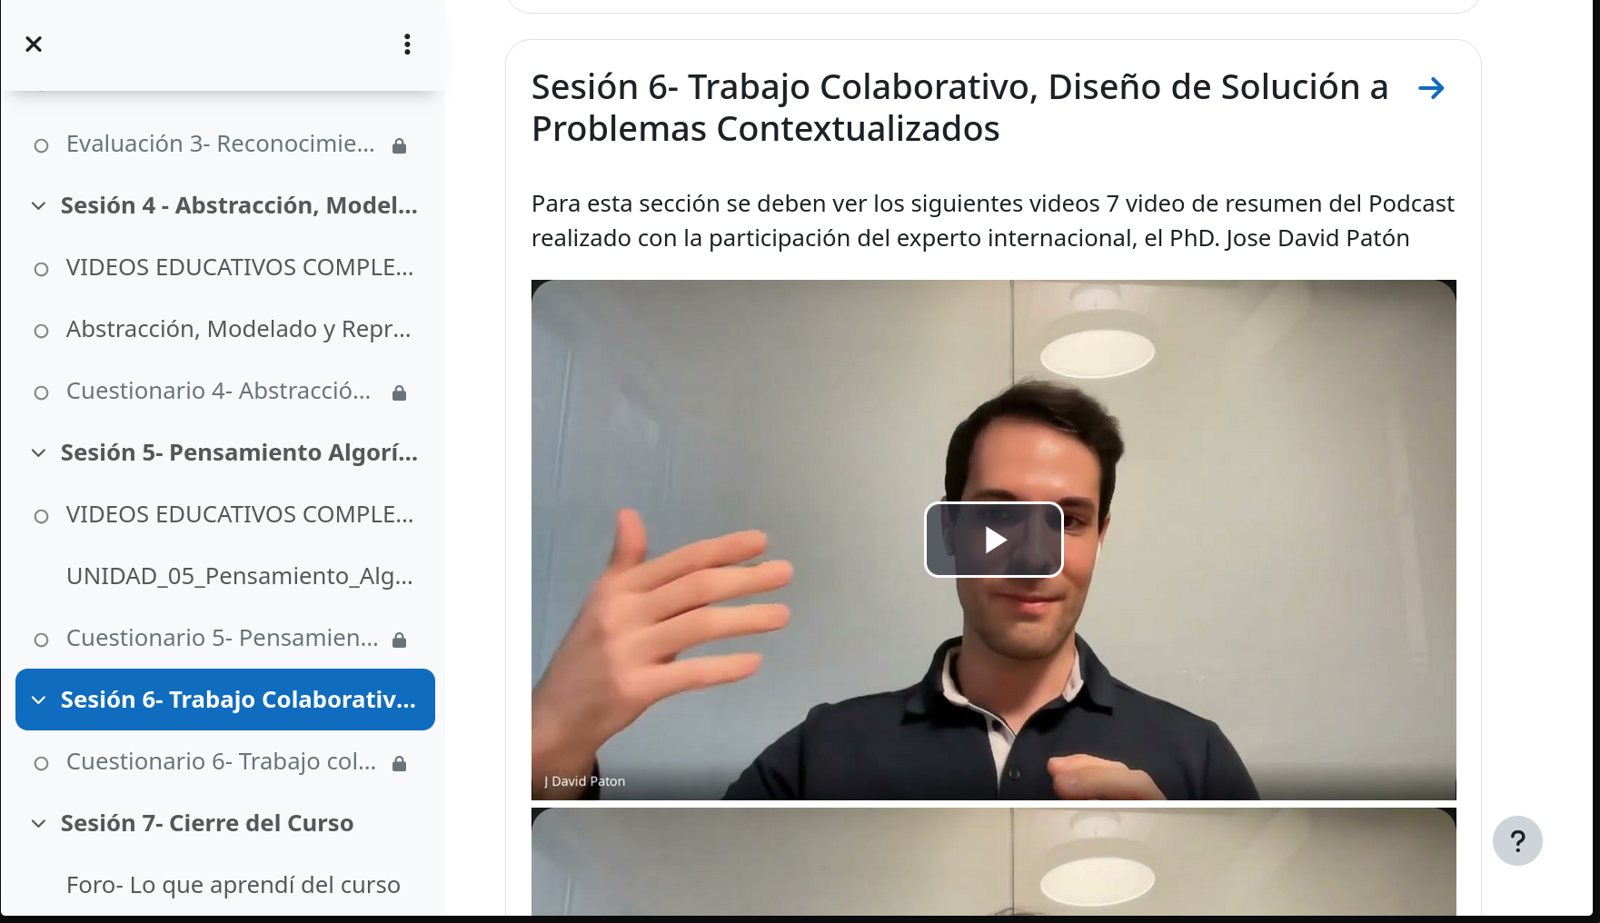 Evaluación 3- Reconocimie...
Sesión 4 - Abstracción, Model...
VIDEOS EDUCATIVOS COMPLE...
Abstracción, Modelado y Repr...
Cuestionario 4- Abstracció...
Sesión 5- Pensamiento Algorí...
VIDEOS EDUCATIVOS COMPLE...
UNIDAD_05_Pensamiento_Alg...
Cuestionario 5- Pensamien...
Sesión 6- Trabajo Colaborativ...
Cuestionario 6- Trabajo col...
Sesión 7- Cierre del Curso
Foro- Lo que aprendí del curso
Sesión 6- Trabajo Colaborativo, Diseño de Solución a
Problemas Contextualizados
Para esta sección se deben ver los siguientes videos 7 video de resumen del Podcast
realizado con la participación del experto internacional, el PhD. Jose David Patón
J David Paton
?